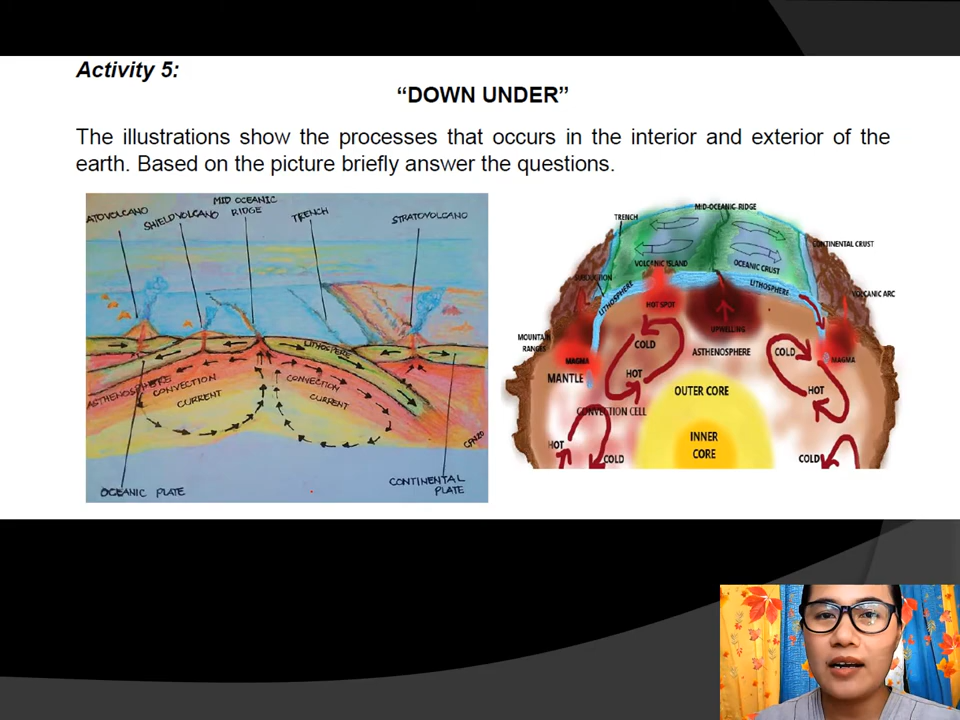 Activity 5:
“DOWN UNDER”
The illustrations show the processes that occurs in the interior and exterior of the
earth. Based on the picture briefly answer the questions.
ATOVOLCANO
SHIELD VOLCANO
MID OCEANIC
RIDGE
TRENCH
STRATOVOLCANO
LITHOSPHERE
ASTHENOSPHERE
CONVECTION
CURRENT
CONVECTION
CURRENT
OCEANIC PLATE
CONTINENTAL
PLATE
MID-OCEANIC RIDGE
TRENCH
CONTINENTAL CRUST
VOLCANIC ISLAND
OCEANIC CRUST
SUBDUCTION
LITHOSPHERE
LITHOSPHERE
VOLCANIC ARC
HOT SPOT
UPWELLING
MOUNTAIN
RANGES
COLD
ASTHENOSPHERE
COLD
MAGMA
MAGMA
MANTLE
HOT
OUTER CORE
HOT
CONVECTION CELL
INNER
CORE
HOT
COLD
COLD